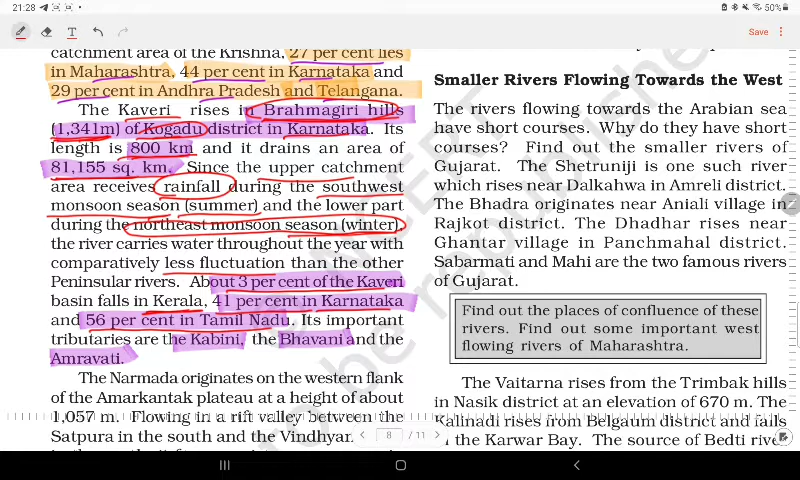 21:28
50%
Save
catchment area of the Krishna, 27 per cent lies
in Maharashtra, 44 per cent in Karnataka and
29 per cent in Andhra Pradesh and Telangana.
The Kaveri rises in Brahmagiri hills
(1,341m) of Kogadu district in Karnataka. Its
length is 800 km and it drains an area of
81,155 sq. km. Since the upper catchment
area receives rainfall during the southwest
monsoon season (summer) and the lower part
during the northeast monsoon season (winter),
the river carries water throughout the year with
comparatively less fluctuation than the other
Peninsular rivers. About 3 per cent of the Kaveri
basin falls in Kerala, 41 per cent in Karnataka
and 56 per cent in Tamil Nadu. Its important
tributaries are the Kabini, the Bhavani and the
Amravati.
The Narmada originates on the western flank
of the Amarkantak plateau at a height of about
1,057 m. Flowing in a rift valley between the
Satpura in the south and the Vindhyan
Smaller Rivers Flowing Towards the West
The rivers flowing towards the Arabian sea
have short courses. Why do they have short
courses? Find out the smaller rivers of
Gujarat. The Shetruniji is one such river
which rises near Dalkahwa in Amreli district.
The Bhadra originates near Aniali village in
Rajkot district. The Dhadhar rises near
Ghantar village in Panchmahal district.
Sabarmati and Mahi are the two famous rivers
of Gujarat.
Find out the places of confluence of these
rivers. Find out some important west
flowing rivers of Maharashtra.
The Vaitarna rises from the Trimbak hills
in Nasik district at an elevation of 670 m. The
Kalinadi rises from Belgaum district and falls
the Karwar Bay. The source of Bedti river
8 / 11